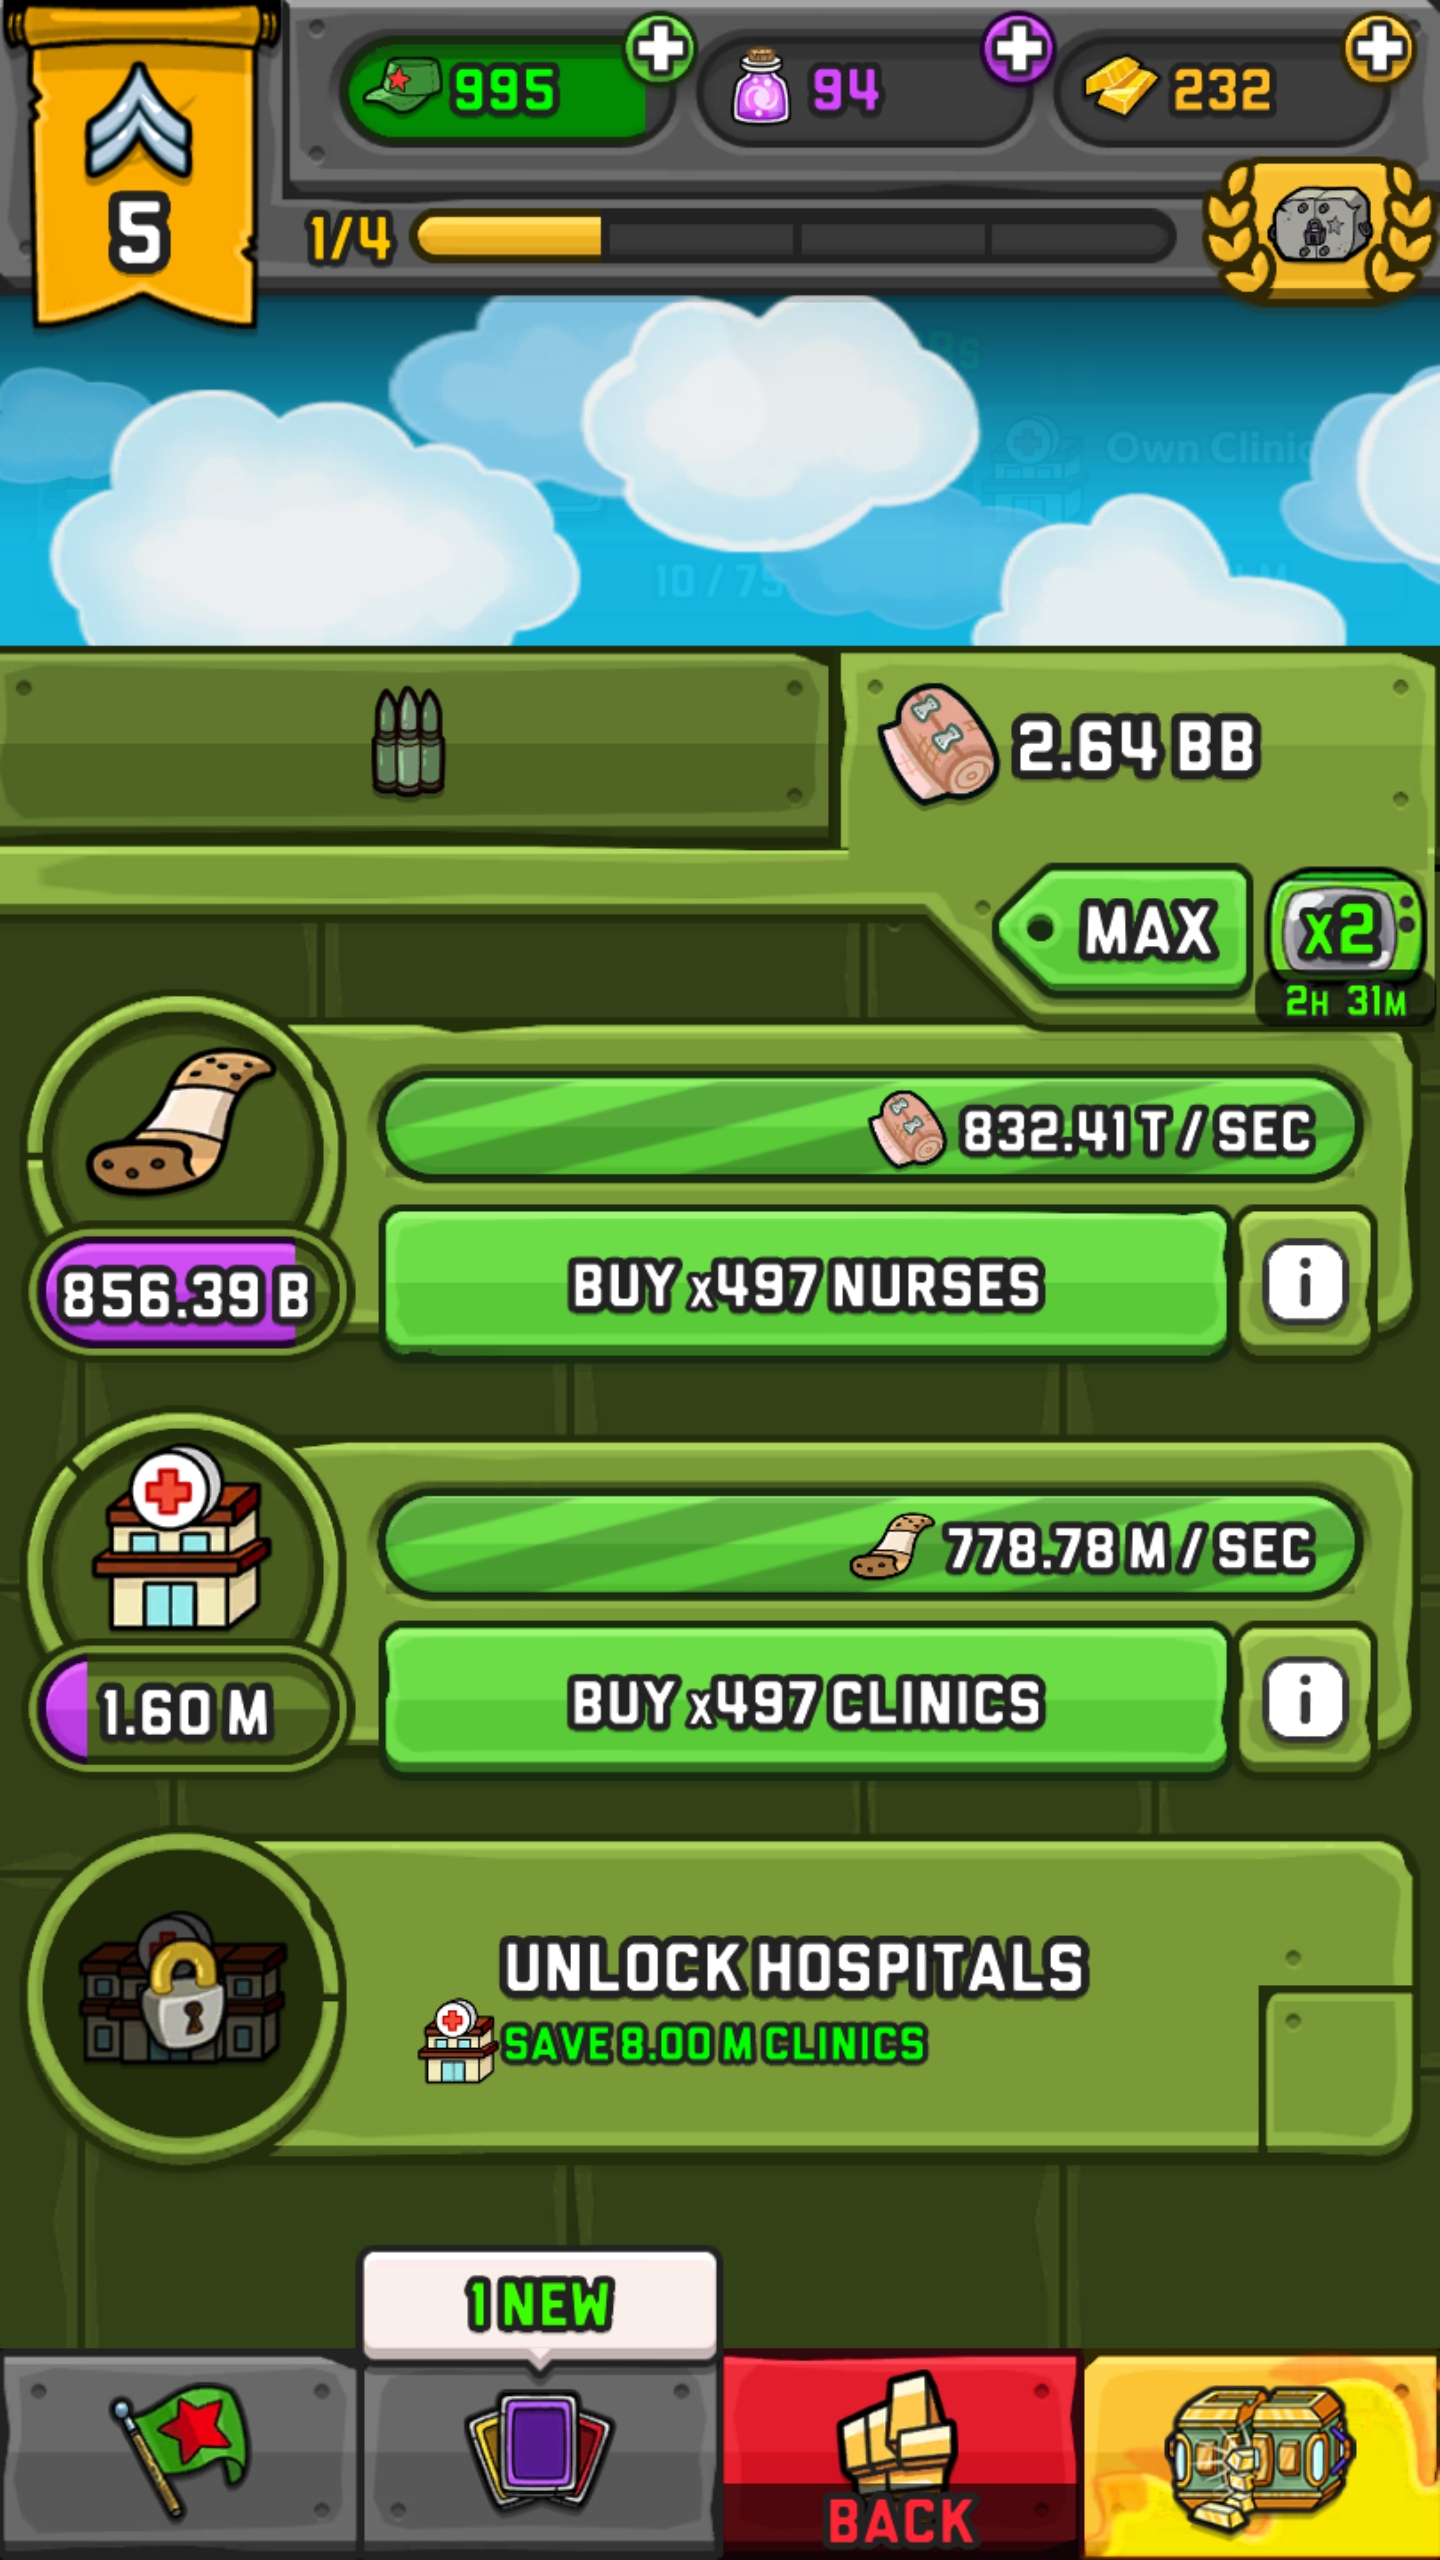 995
94
232
5
1/4
Own Clinic
10 / 75
2.64 BB
MAX
x2
2H 31M
832.41 T / SEC
856.39 B
BUY x497 NURSES
i
778.78 M / SEC
1.60 M
BUY x497 CLINICS
i
UNLOCK HOSPITALS
SAVE 8.00 M CLINICS
1 NEW
BACK